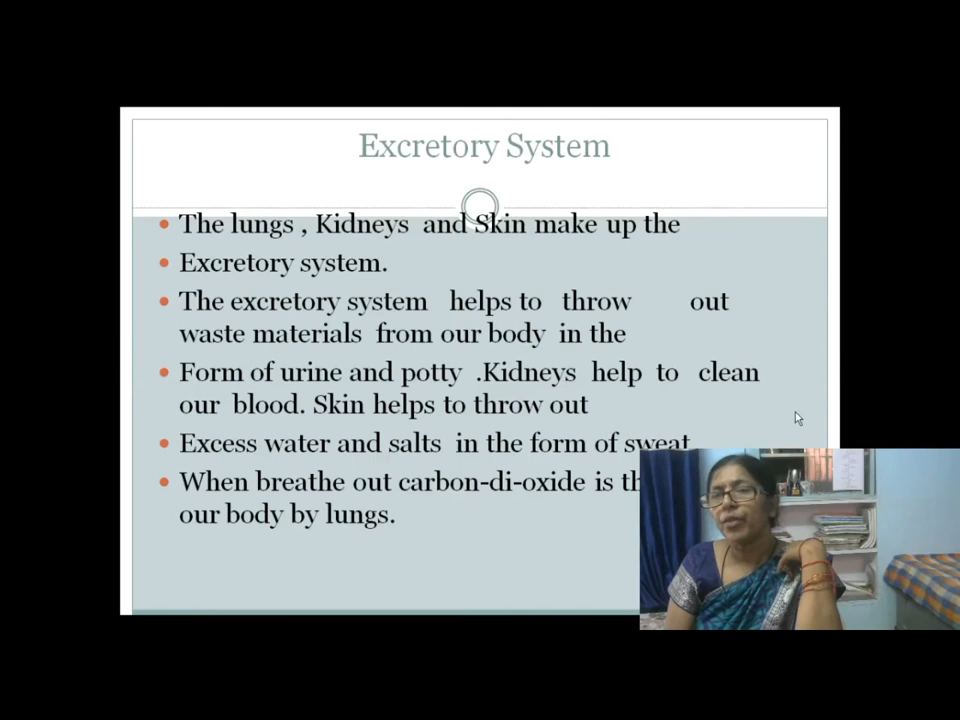 Excretory System
The lungs , Kidneys and Skin make up the
Excretory system.
The excretory system helps to throw out
waste materials from our body in the
Form of urine and potty .Kidneys help to clean
our blood. Skin helps to throw out
Excess water and salts in the form of sweat
When breathe out carbon-di-oxide is
our body by lungs.